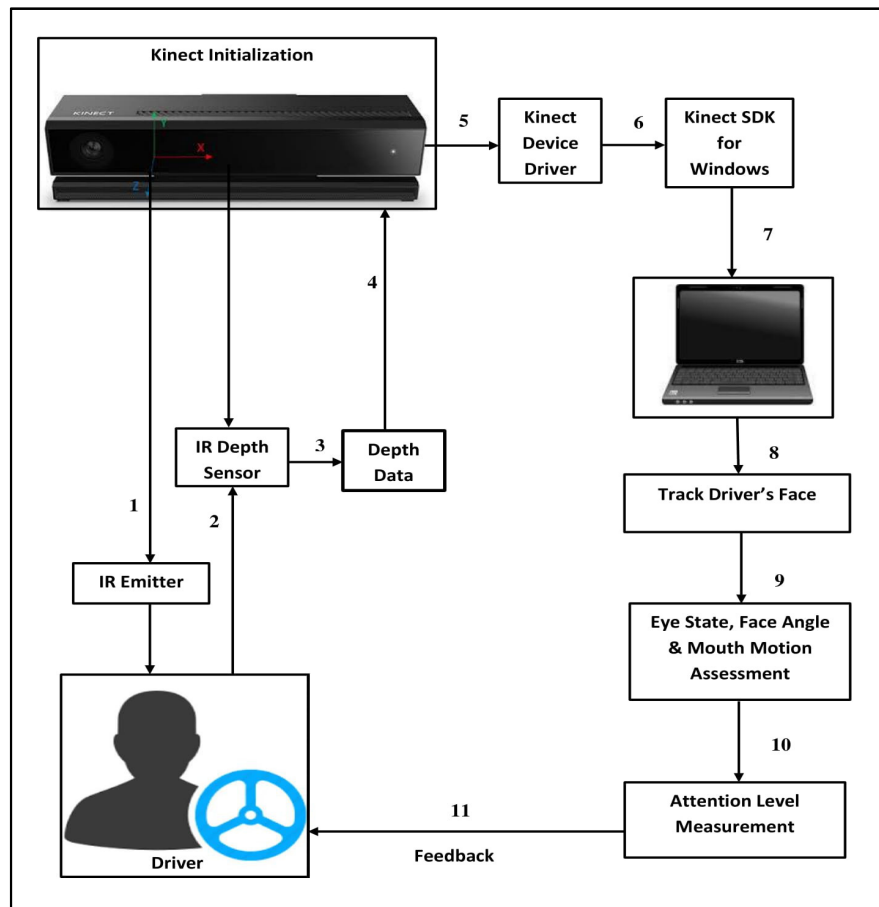 Kinect Initialization
KINECT
Y
X
Z
5
Kinect
Device
Driver
6
Kinect SDK
for
Windows
7
4
IR Depth
Sensor
3
Depth
Data
8
Track Driver's Face
1
2
IR Emitter
9
Eye State, Face Angle
& Mouth Motion
Assessment
10
Attention Level
Measurement
11
Feedback
Driver